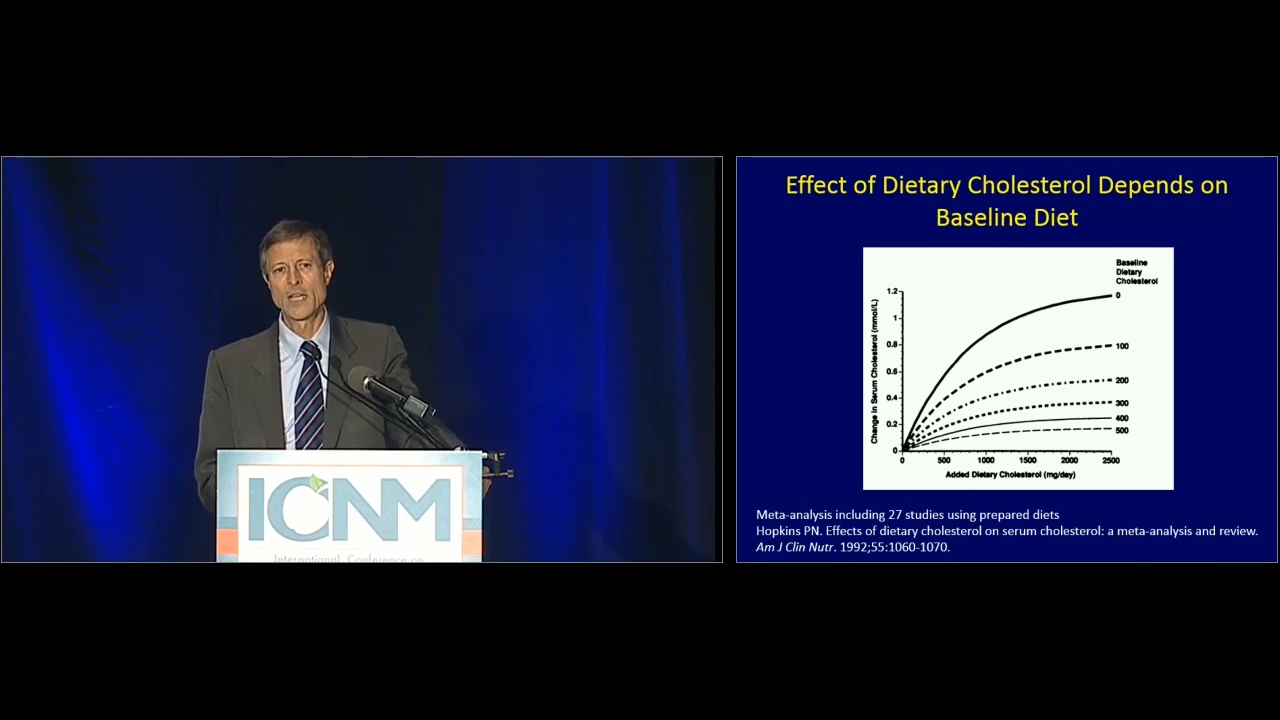 ICNM
International Conference on
Effect of Dietary Cholesterol Depends on
Baseline Diet
Baseline
Dietary
Cholesterol
Change in Serum Cholesterol (mmol/L)
1.2
1
0.8
0.6
0.4
0.2
0
0
100
200
300
400
500
0 500 1000 1500 2000 2500
Added Dietary Cholesterol (mg/day)
Meta-analysis including 27 studies using prepared diets
Hopkins PN. Effects of dietary cholesterol on serum cholesterol: a meta-analysis and review.
Am J Clin Nutr. 1992;55:1060-1070.